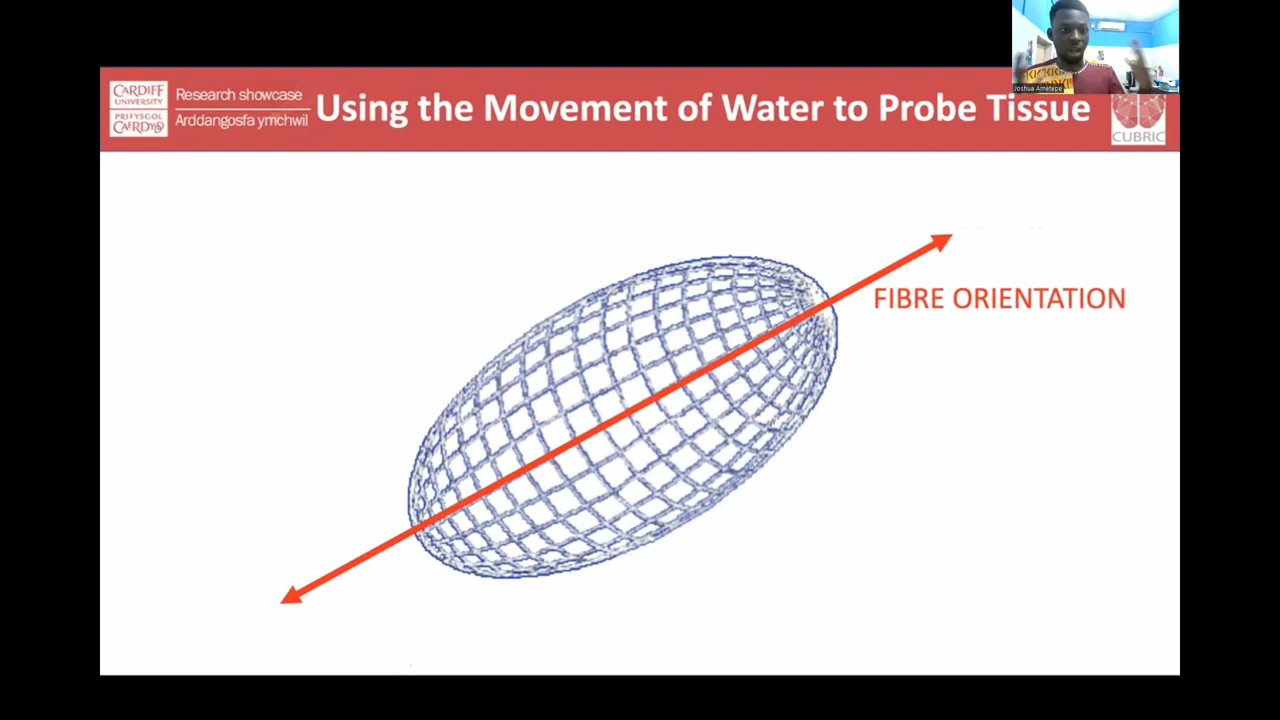 CARDIFF
UNIVERSITY
PRIFYSGOL
CAERDYDD
Research showcase
Arddangosfa ymchwil
Using the Movement of Water to Probe Tissue
Joshua Ametepe
CUBRIC
FIBRE ORIENTATION